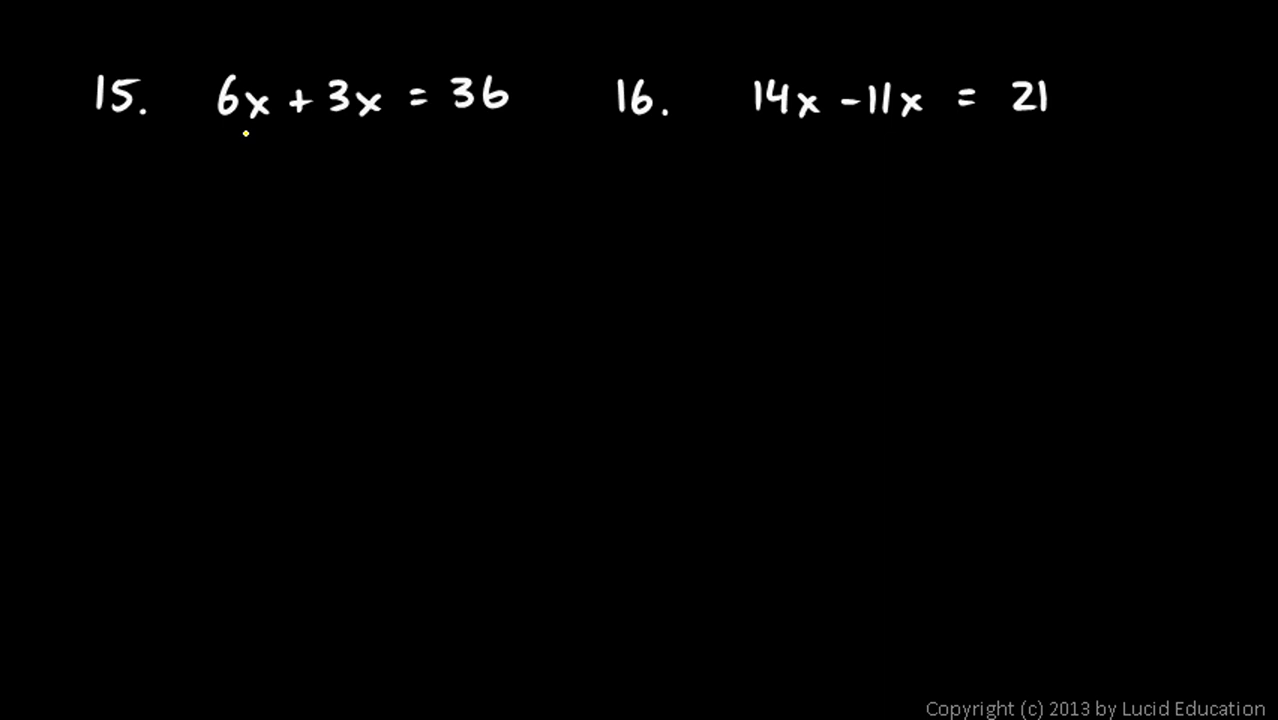 15. 6x + 3x = 36 16. 14x - 11x = 21
Copyright (c) 2013 by Lucid Education